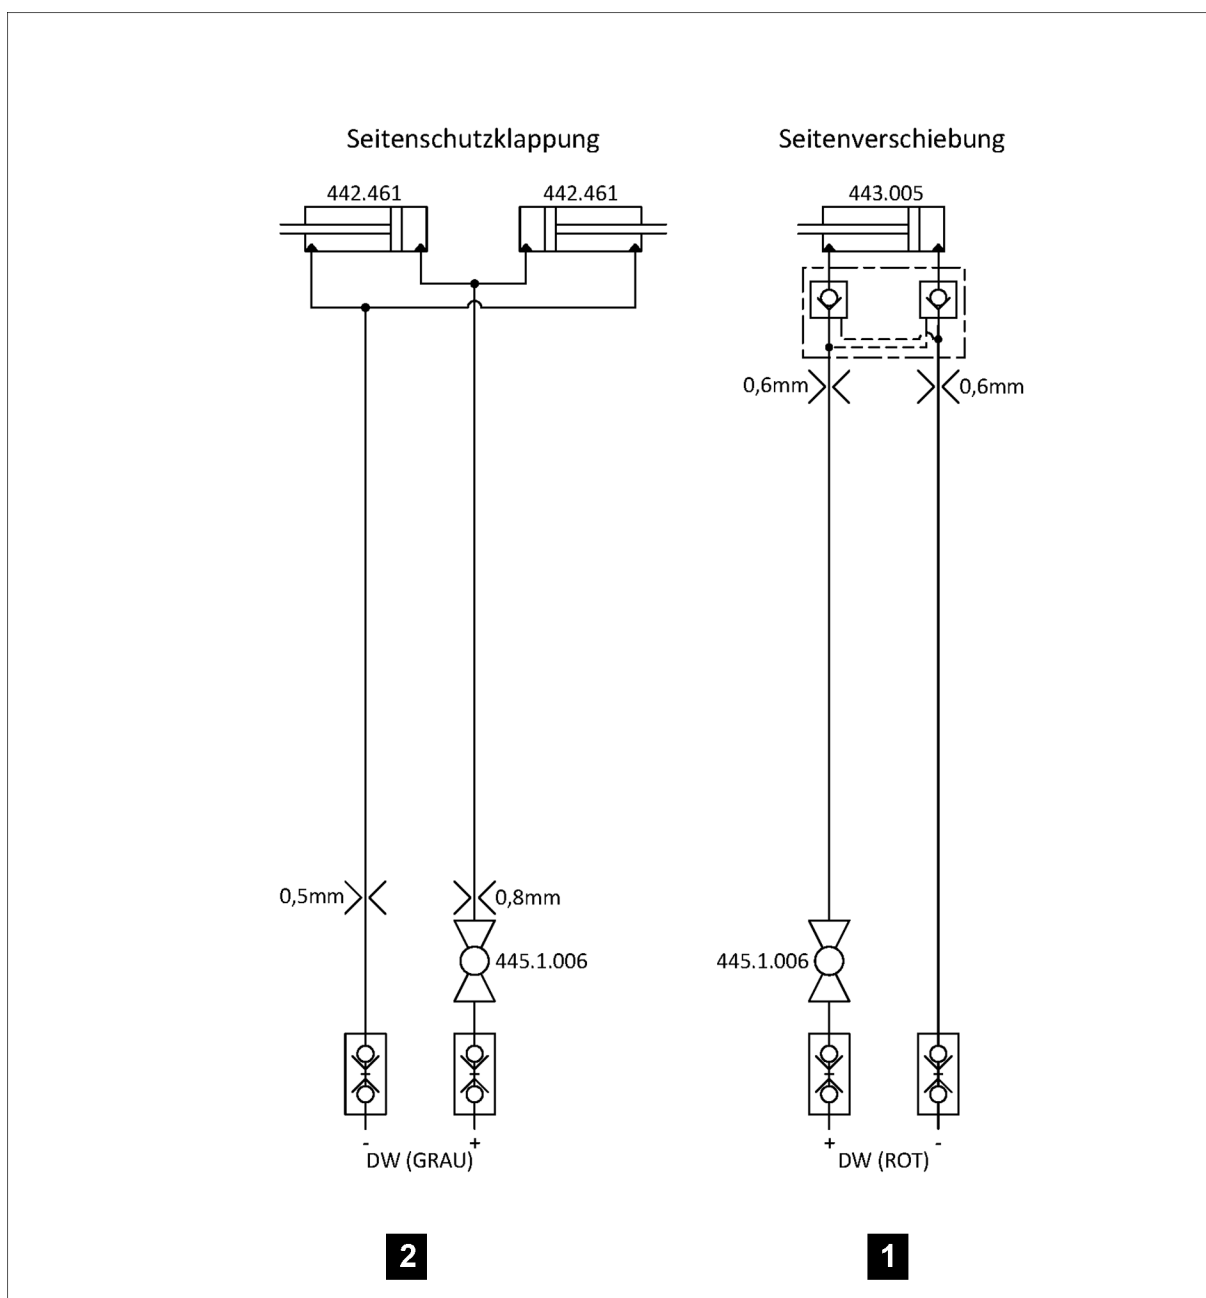 Seitenschutzklappung
Seitenverschiebung
442.461
442.461
443.005
0,6mm
0,6mm
0,5mm
0,8mm
445.1.006
445.1.006
- +
+ -
DW (GRAU)
DW (ROT)
2
1